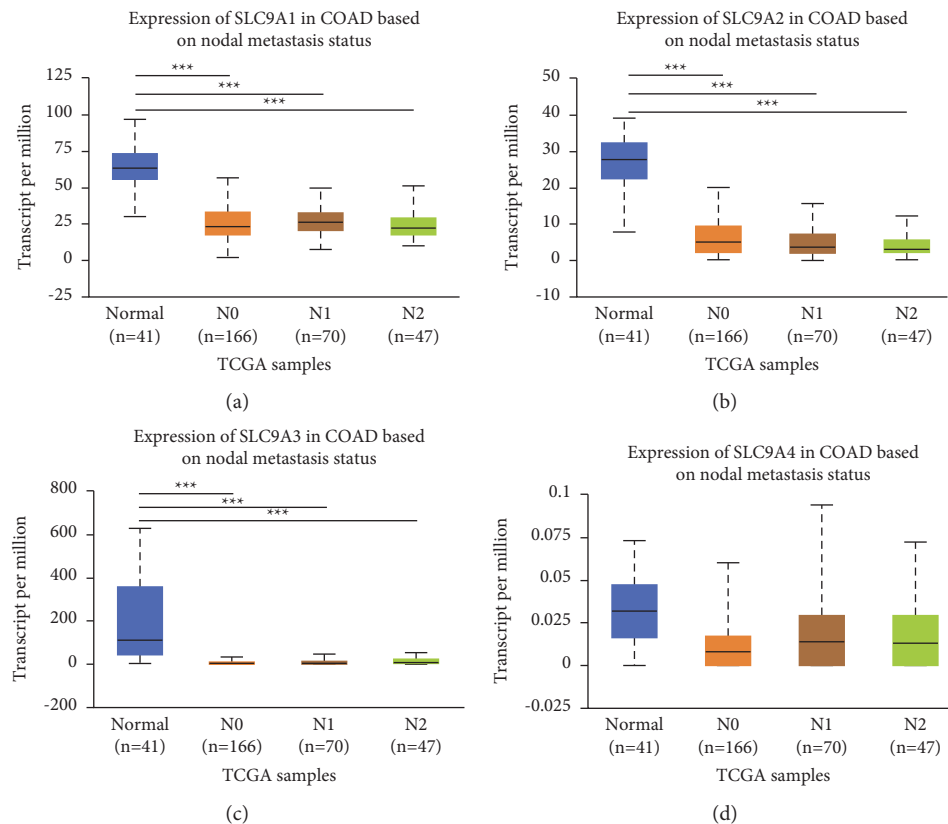 Expression of SLC9A1 in COAD based
on nodal metastasis status
***
***
***
Transcript per million
125
100
75
50
25
0
-25
Normal
(n=41)
N0
(n=166)
N1
(n=70)
N2
(n=47)
TCGA samples
(a)
Expression of SLC9A2 in COAD based
on nodal metastasis status
***
***
***
Transcript per million
50
40
30
20
10
0
-10
Normal
(n=41)
N0
(n=166)
N1
(n=70)
N2
(n=47)
TCGA samples
(b)
Expression of SLC9A3 in COAD based
on nodal metastasis status
***
***
***
Transcript per million
800
600
400
200
0
-200
Normal
(n=41)
N0
(n=166)
N1
(n=70)
N2
(n=47)
TCGA samples
(c)
Expression of SLC9A4 in COAD based
on nodal metastasis status
Transcript per million
0.1
0.075
0.05
0.025
0
-0.025
Normal
(n=41)
N0
(n=166)
N1
(n=70)
N2
(n=47)
TCGA samples
(d)